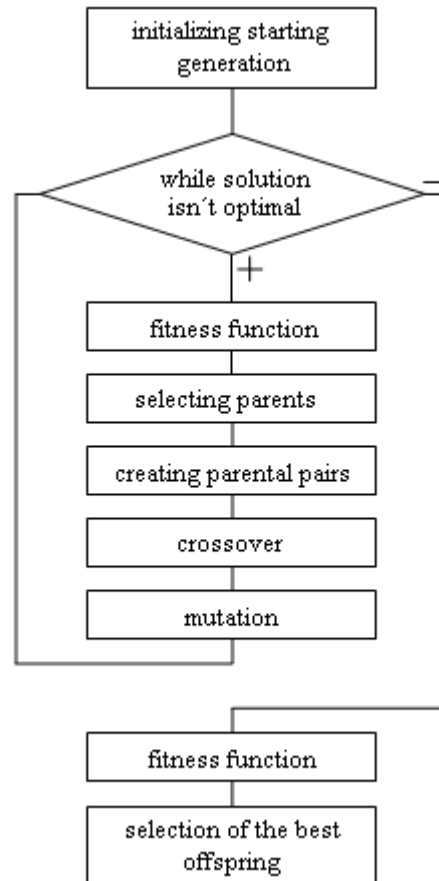 initializing starting
generation
while solution
isn´t optimal
−
+
fitness function
selecting parents
creating parental pairs
crossover
mutation
fitness function
selection of the best
offspring